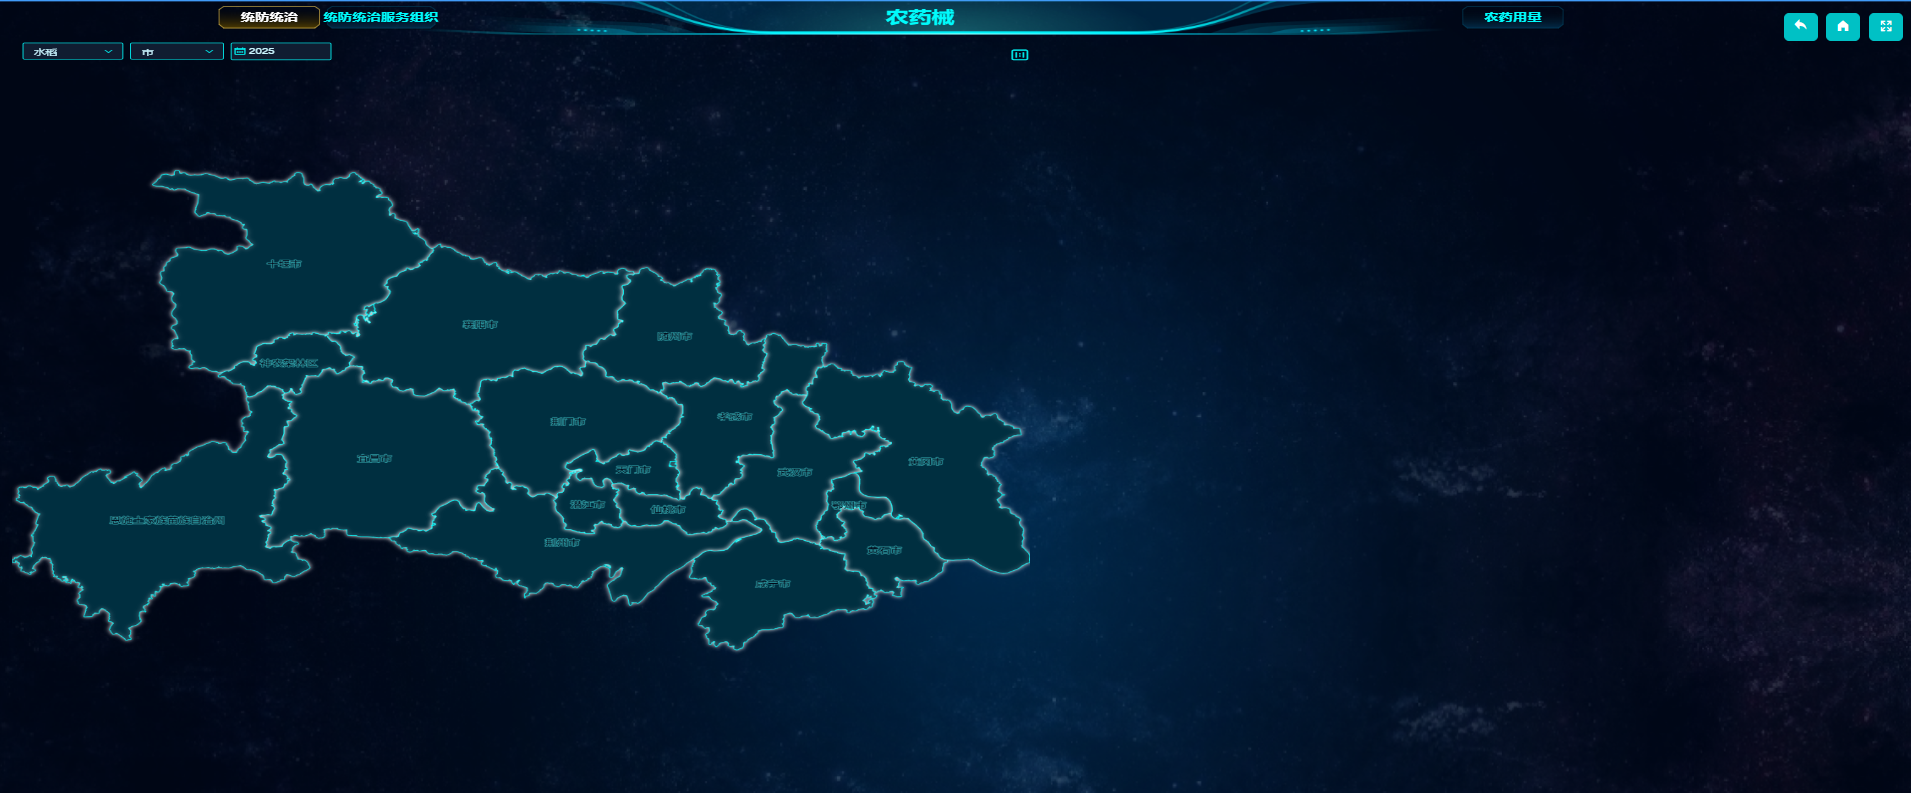 统防统治
统防统治服务组织
农药械
农药用量
水稻
市
2025
十堰市
襄阳市
随州市
神农架林区
孝感市
荆门市
宜昌市
天门市
武汉市
黄冈市
潜江市
仙桃市
鄂州市
恩施土家族苗族自治州
荆州市
黄石市
咸宁市